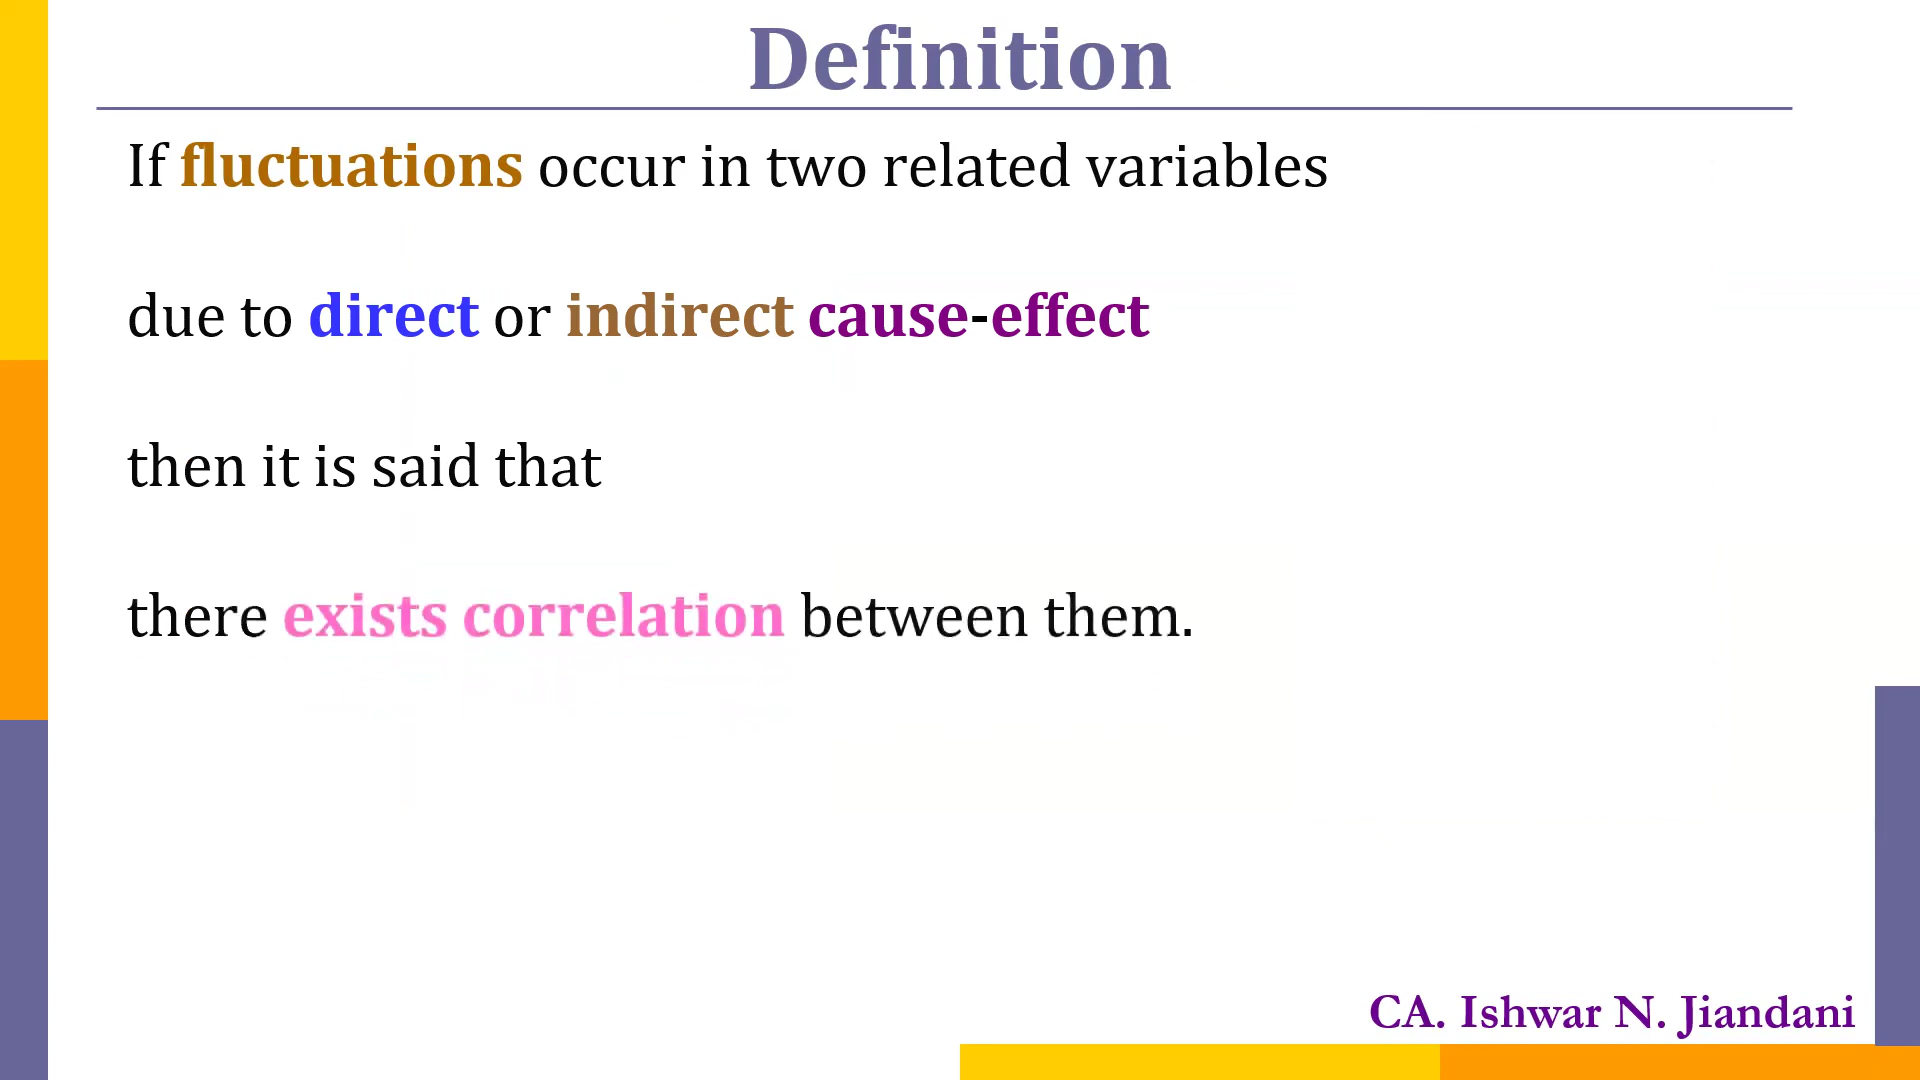 Definition
If fluctuations occur in two related variables
due to direct or indirect cause-effect
then it is said that
there exists correlation between them.
CA. Ishwar N. Jiandani